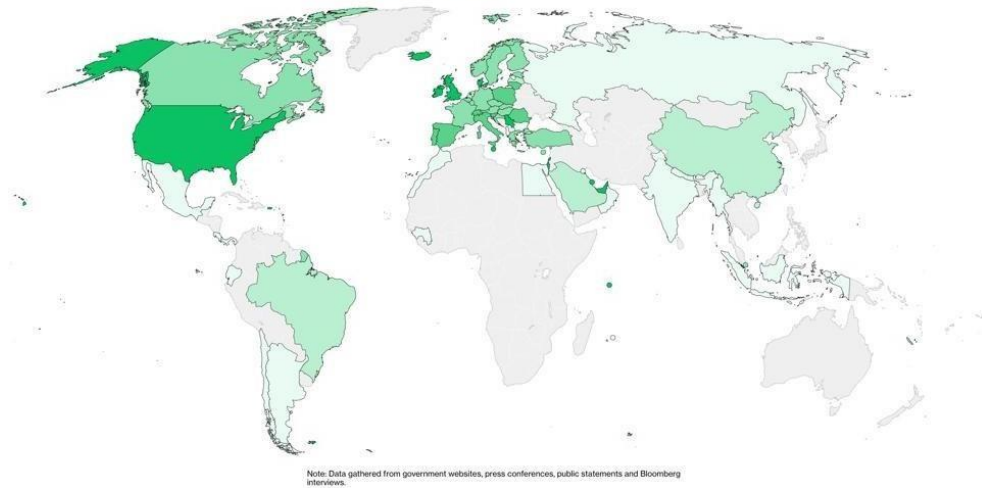 Note: Data gathered from government websites, press conferences, public statements and Bloomberg
interviews.